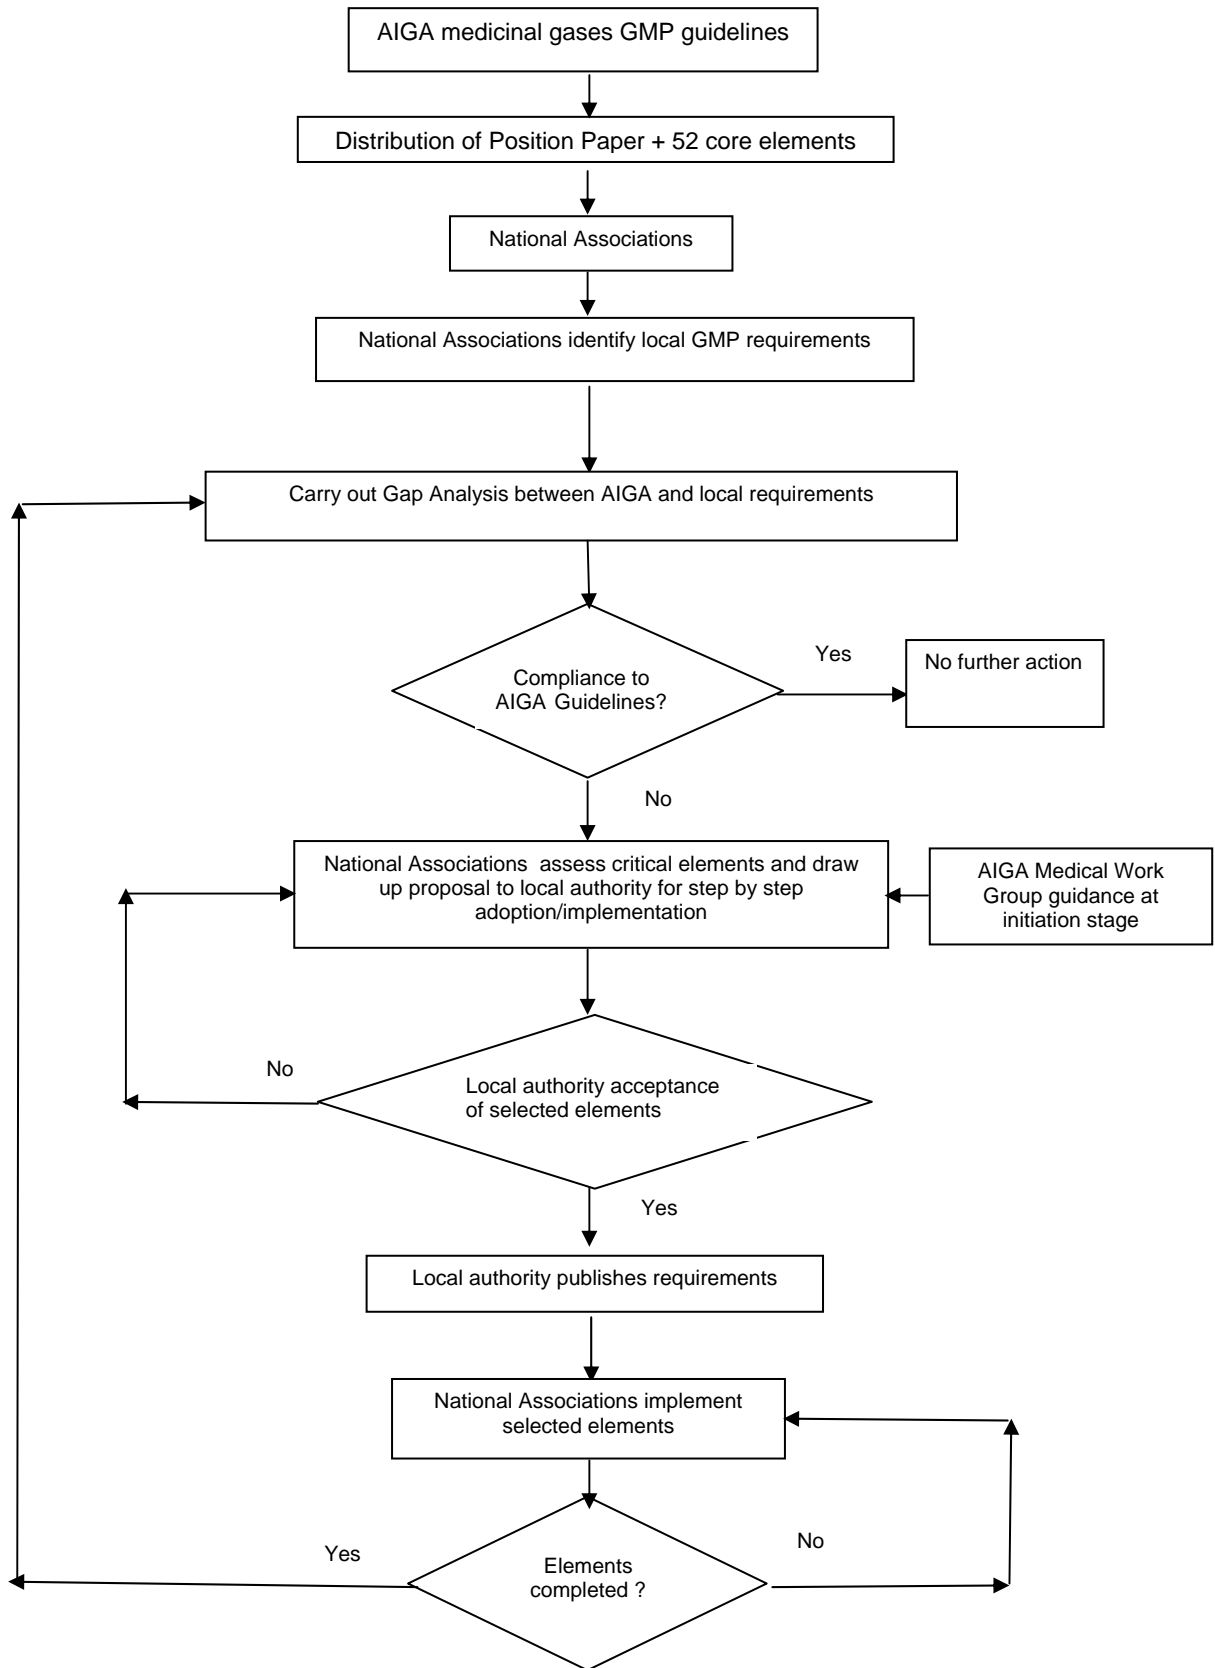 AIGA medicinal gases GMP guidelines
Distribution of Position Paper + 52 core elements
National Associations
National Associations identify local GMP requirements
Carry out Gap Analysis between AIGA and local requirements
Compliance to
AIGA Guidelines?
Yes
No further action
No
National Associations assess critical elements and draw
up proposal to local authority for step by step
adoption/implementation
AIGA Medical Work
Group guidance at
initiation stage
No
Local authority acceptance
of selected elements
Yes
Local authority publishes requirements
National Associations implement
selected elements
Yes
Elements
completed ?
No